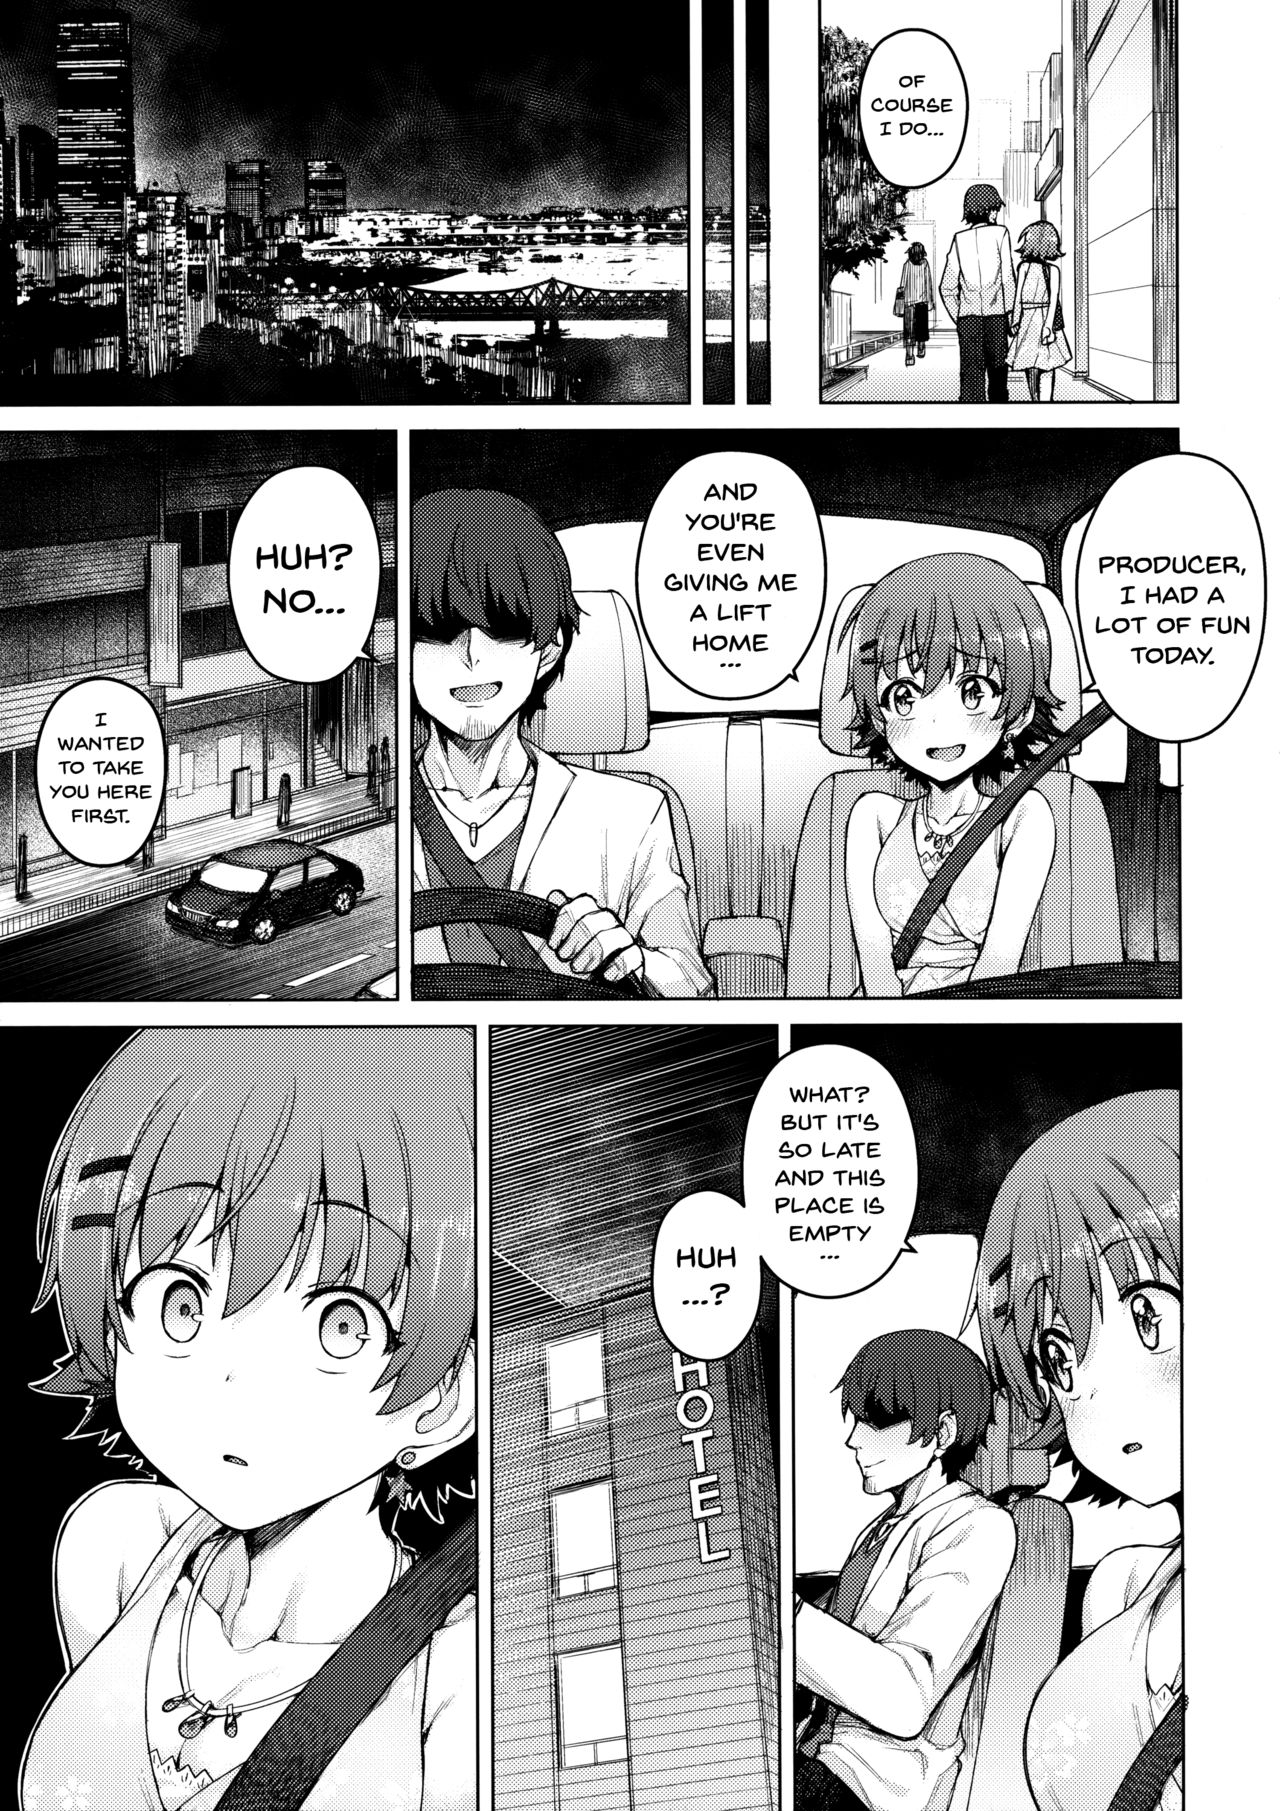 OF
COURSE
I DO...
PRODUCER,
I HAD A
LOT OF FUN
TODAY.
AND
YOU'RE
EVEN
GIVING ME
A LIFT
HOME
...
HUH?
NO...
I
WANTED
TO TAKE
YOU HERE
FIRST.
WHAT?
BUT IT'S
SO LATE
AND THIS
PLACE IS
EMPTY
...
HUH
...?
HOTEL